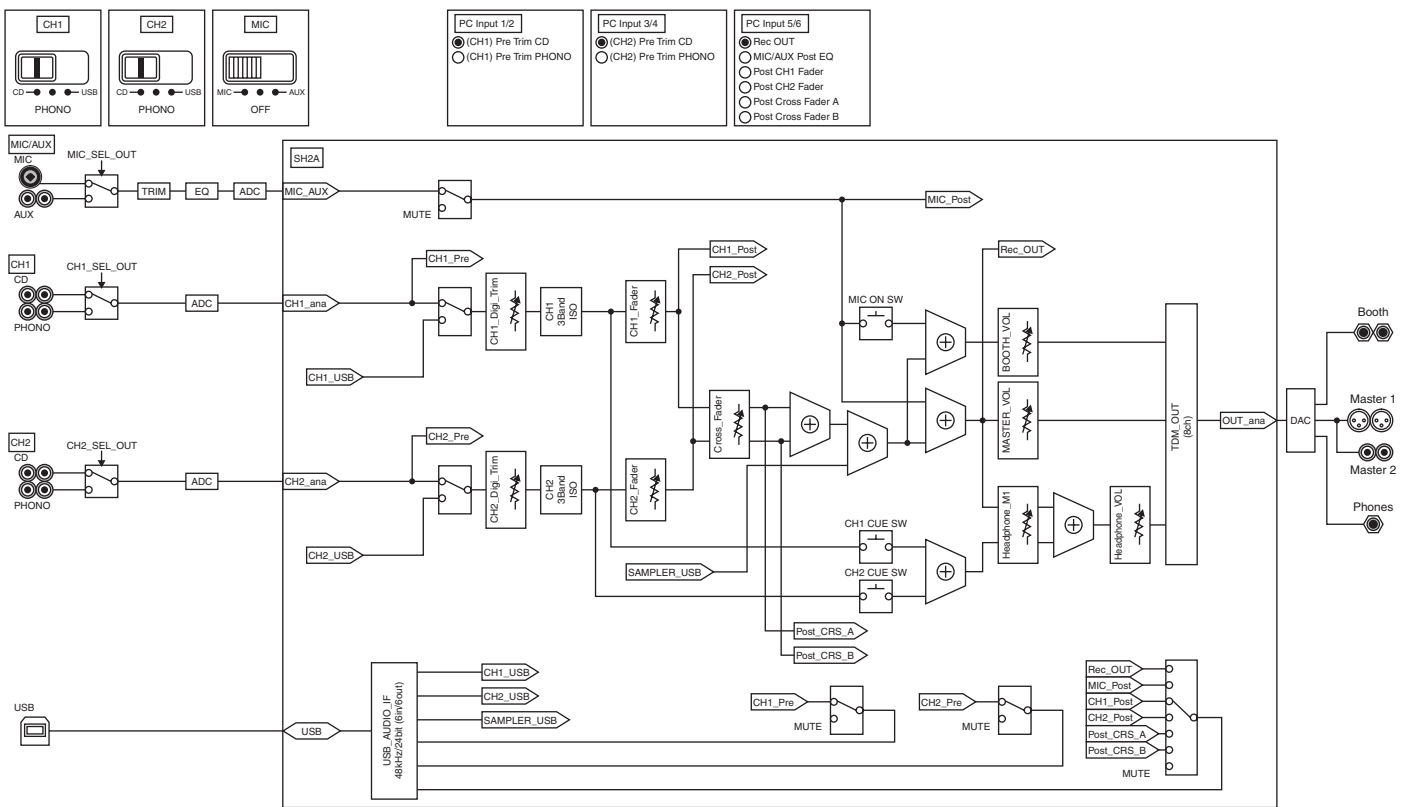 CH1
CD
USB
PHONO
CH2
CD
USB
PHONO
MIC
MIC
AUX
OFF
PC Input 1/2
(CH1) Pre Trim CD
(CH1) Pre Trim PHONO
PC Input 3/4
(CH2) Pre Trim CD
(CH2) Pre Trim PHONO
PC Input 5/6
Rec OUT
MIC/AUX Post EQ
Post CH1 Fader
Post CH2 Fader
Post Cross Fader A
Post Cross Fader B
MIC/AUX
MIC
AUX
MIC_SEL_OUT
TRIM
EQ
ADC
SH2A
MIC_AUX
MUTE
MIC_Post
CH1
CD
PHONO
CH1_SEL_OUT
ADC
CH1_ana
CH1_Pre
CH1_USB
CH1_Digi_Trim
CH1
3Band
ISO
CH1_Fader
CH1_Post
CH2_Post
Rec_OUT
MIC ON SW
BOOTH_VOL
MASTER_VOL
Cross_Fader
TDM_OUT
(8ch)
OUT_ana
DAC
Booth
Master 1
Master 2
Phones
CH2
CD
PHONO
CH2_SEL_OUT
ADC
CH2_ana
CH2_Pre
CH2_USB
CH2_Digi_Trim
CH2
3Band
ISO
CH2_Fader
SAMPLER_USB
CH1 CUE SW
CH2 CUE SW
Headphone_M1
Headphone_VOL
Post_CRS_A
Post_CRS_B
USB
USB
USB_AUDIO_IF
48kHz/24bit (6in/6out)
CH1_USB
CH2_USB
SAMPLER_USB
CH1_Pre
MUTE
CH2_Pre
MUTE
Rec_OUT
MIC_Post
CH1_Post
CH2_Post
Post_CRS_A
Post_CRS_B
MUTE